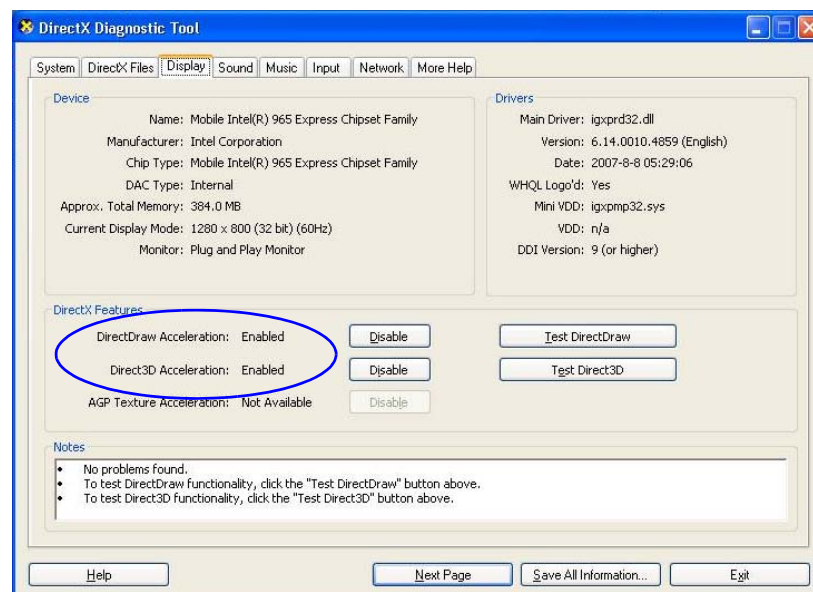 DirectX Diagnostic Tool
System DirectX Files Display Sound Music Input Network More Help
Device
Name: Mobile Intel(R) 965 Express Chipset Family
Manufacturer: Intel Corporation
Chip Type: Mobile Intel(R) 965 Express Chipset Family
DAC Type: Internal
Approx. Total Memory: 384.0 MB
Current Display Mode: 1280 x 800 (32 bit) (60Hz)
Monitor: Plug and Play Monitor
Drivers
Main Driver: igxprd32.dll
Version: 6.14.0010.4859 (English)
Date: 2007-8-8 05:29:06
WHQL Logo'd: Yes
Mini VDD: igxpmp32.sys
VDD: n/a
DDI Version: 9 (or higher)
DirectX Features
DirectDraw Acceleration: Enabled Disable Test DirectDraw
Direct3D Acceleration: Enabled Disable Test Direct3D
AGP Texture Acceleration: Not Available Disable
Notes
No problems found.
To test DirectDraw functionality, click the "Test DirectDraw" button above.
To test Direct3D functionality, click the "Test Direct3D" button above.
Help Next Page Save All Information... Exit